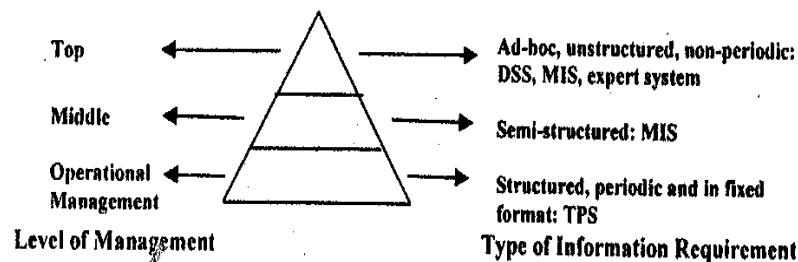 Top
Ad-hoc, unstructured, non-periodic:
DSS, MIS, expert system
Middle
Semi-structured: MIS
Operational
Management
Structured, periodic and in fixed
format: TPS
Level of Management
Type of Information Requirement